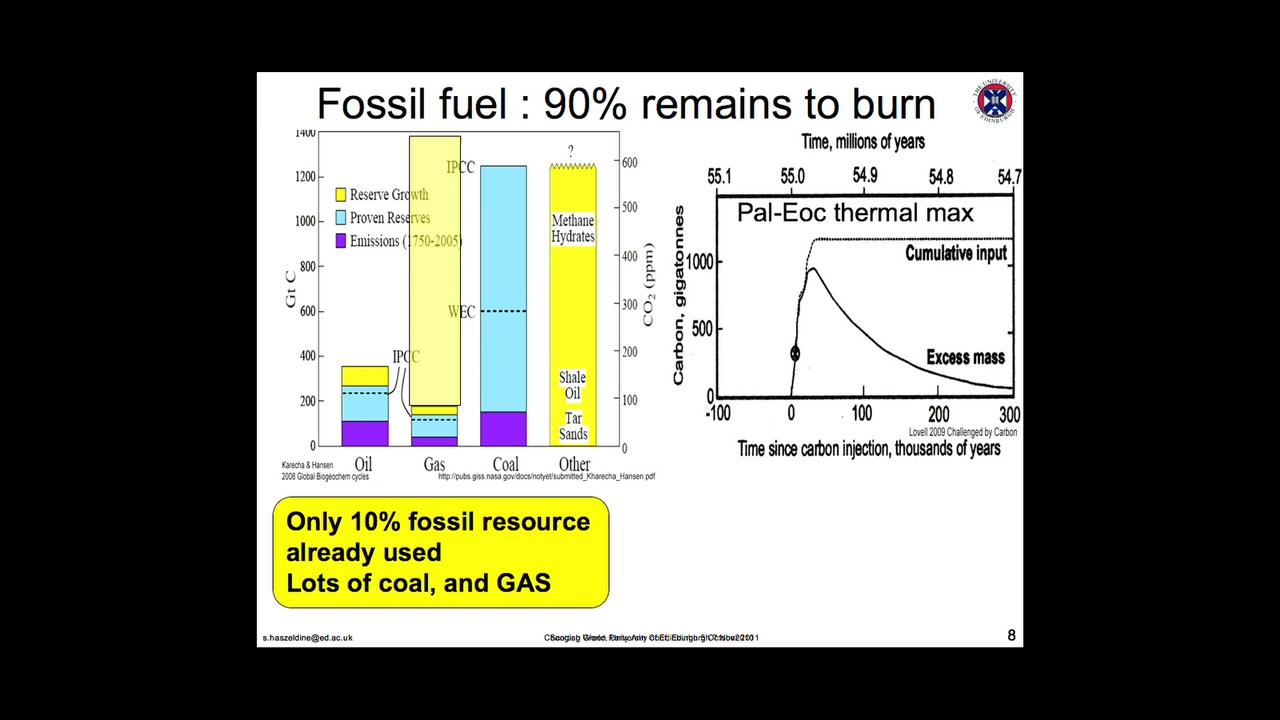 Fossil fuel : 90% remains to burn
THE UNIVERSITY OF EDINBURGH
1400
1200
1000
800
600
400
200
0
Gt C
Reserve Growth
Proven Reserves
Emissions (1750-2005)
IPCC
WEC
IPCC
?
Methane
Hydrates
Shale
Oil
Tar
Sands
600
500
400
300
200
100
0
CO2 (ppm)
Oil Gas Coal Other
Karecha & Hansen
2008 Global Biogeochem cycles
http://pubs.giss.nasa.gov/docs/notyet/submitted_Kharecha_Hansen.pdf
Time, millions of years
55.1 55.0 54.9 54.8 54.7
Pal-Eoc thermal max
Cumulative input
Excess mass
Carbon, gigatonnes
1000
500
0
-100 0 100 200 300
Lovell 2009 Challenged by Carbon
Time since carbon injection, thousands of years
Only 10% fossil resource
already used
Lots of coal, and GAS
s.haszeldine@ed.ac.uk
8